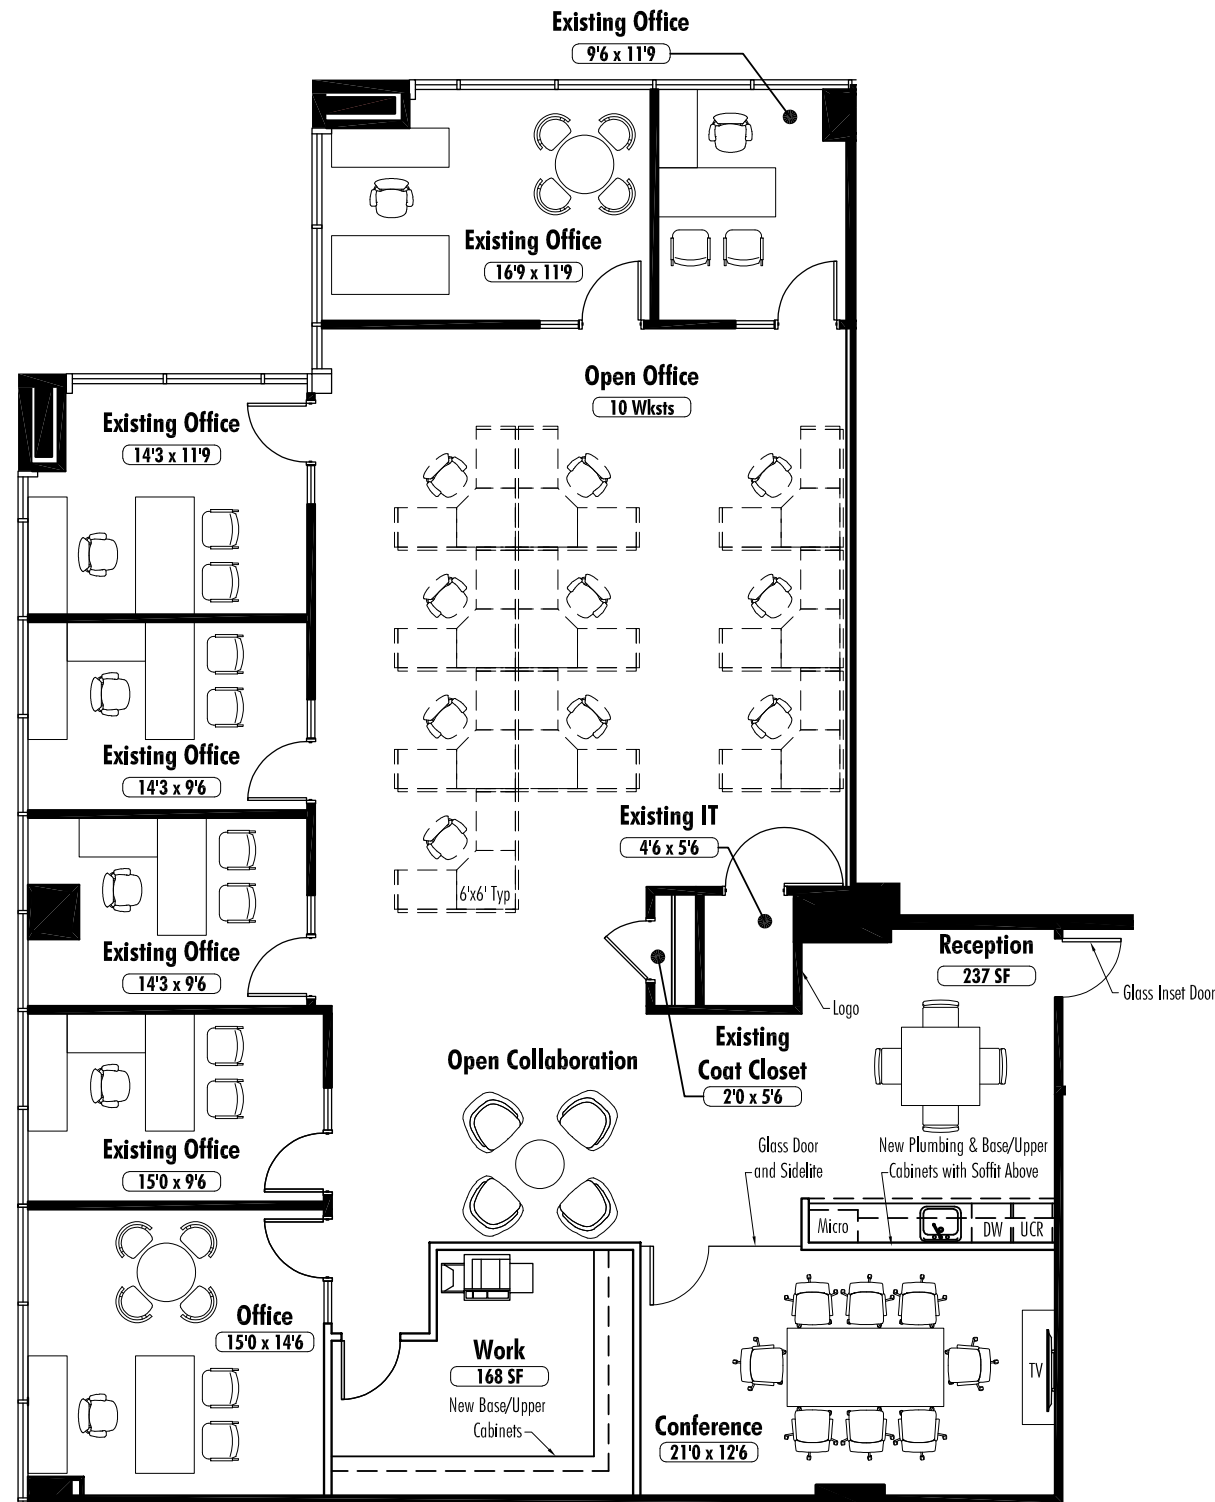 Existing Office
9'6 x 11'9
Existing Office
16'9 x 11'9
Open Office
10 Wksts
Existing Office
14'3 x 11'9
Existing Office
14'3 x 9'6
Existing IT
4'6 x 5'6
6'x6' Typ
Existing Office
14'3 x 9'6
Reception
237 SF
Glass Inset Door
Logo
Existing
Coat Closet
2'0 x 5'6
Open Collaboration
Existing Office
15'0 x 9'6
Glass Door
and Sidelite
New Plumbing & Base/Upper
Cabinets with Soffit Above
Micro
DW
UCR
Office
15'0 x 14'6
Work
168 SF
New Base/Upper
Cabinets
TV
Conference
21'0 x 12'6